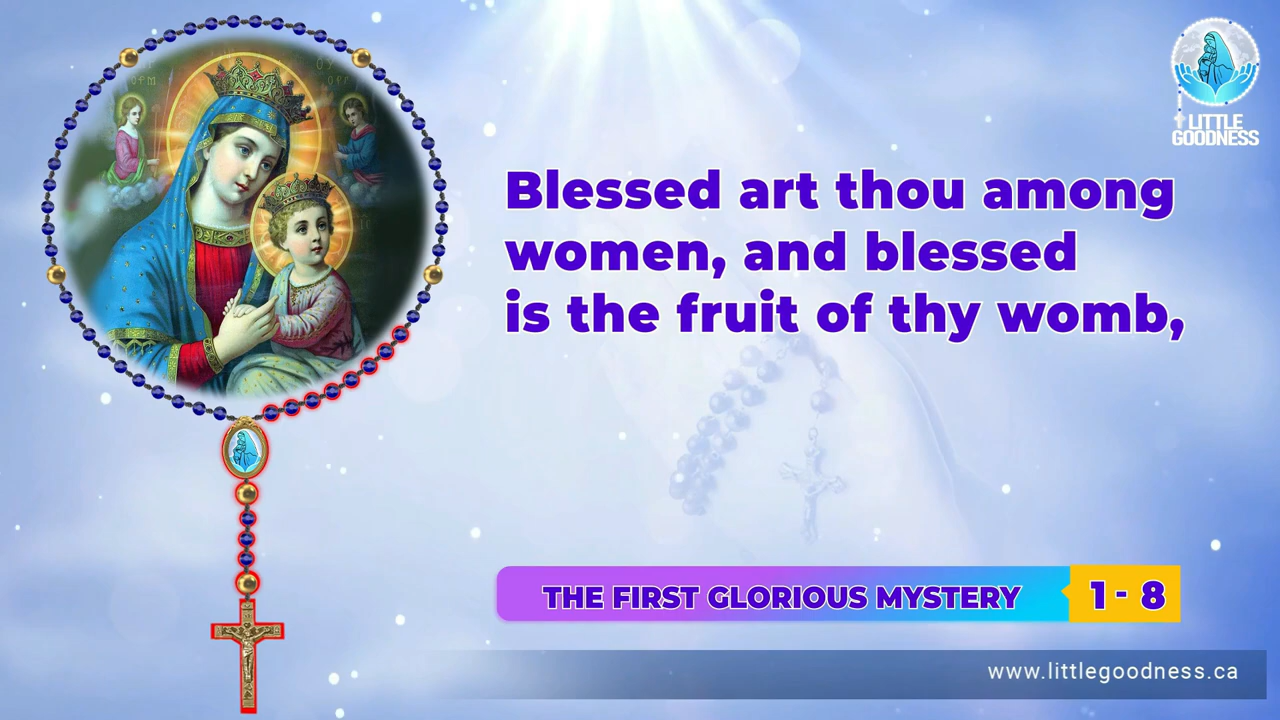 LITTLE
GOODNESS
Blessed art thou among
women, and blessed
is the fruit of thy womb,
THE FIRST GLORIOUS MYSTERY 1 - 8
www.littlegoodness.ca